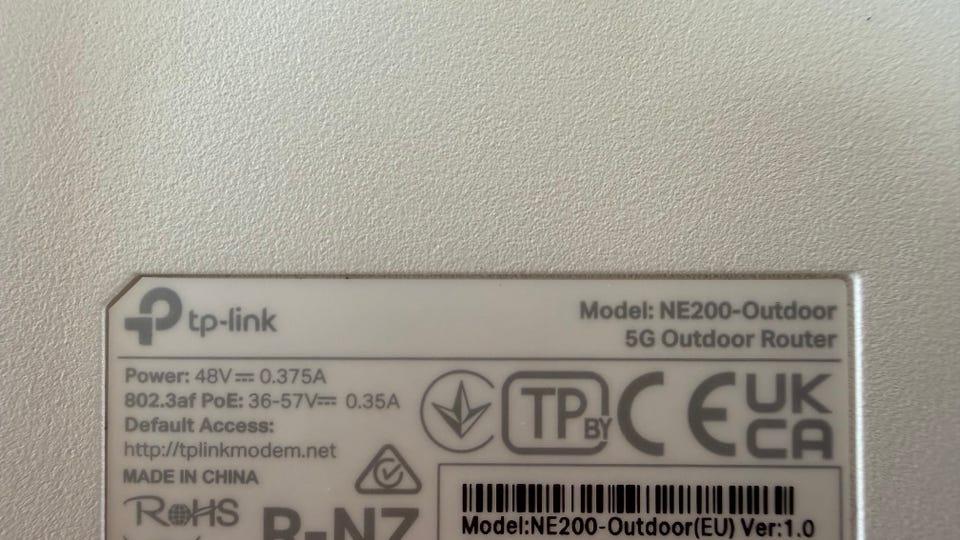 tp-link
Model: NE200-Outdoor
5G Outdoor Router
Power: 48V⎓ 0.375A
802.3af PoE: 36-57V⎓ 0.35A
Default Access:
http://tplinkmodem.net
MADE IN CHINA
TP BY
CE
UK
CA
RoHS
R-NZ
Model:NE200-Outdoor(EU) Ver:1.0